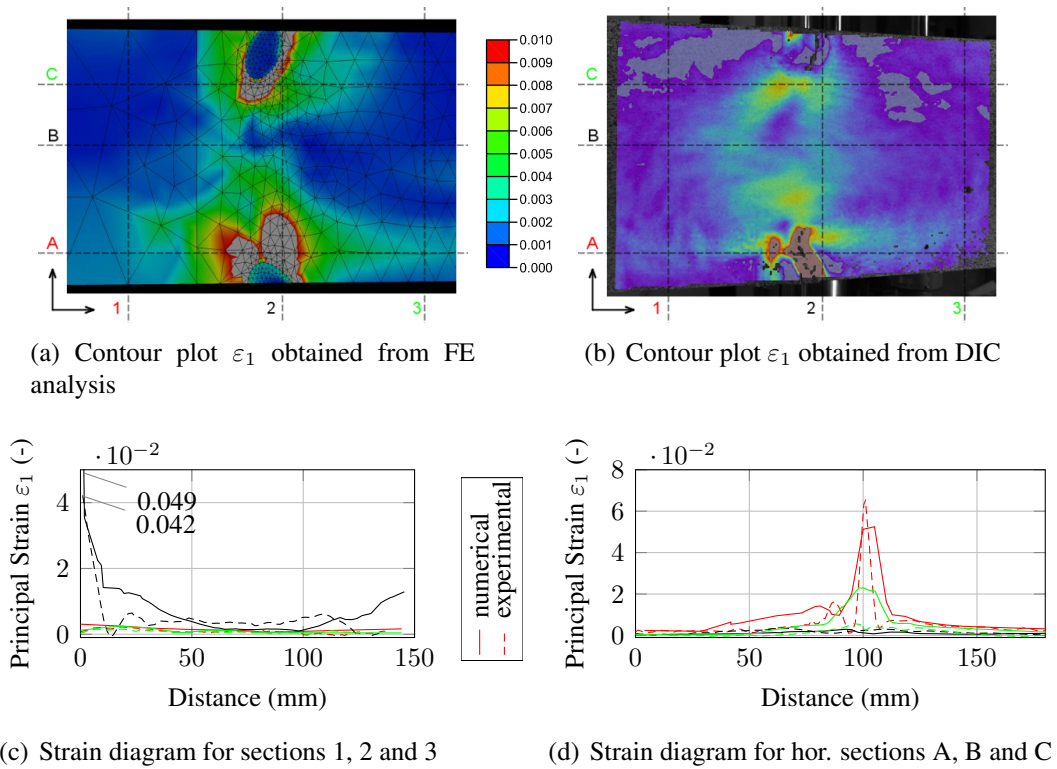 C
B
A
1
2
3
0.010
0.009
0.008
0.007
0.006
0.005
0.004
0.003
0.002
0.001
0.000
C
B
A
1
2
3
(a) Contour plot ε₁ obtained from FE
analysis
(b) Contour plot ε₁ obtained from DIC
Principal Strain ε₁ (-)
·10⁻²
4
2
0
0.049
0.042
0
50
100
150
Distance (mm)
numerical
experimental
Principal Strain ε₁ (-)
·10⁻²
8
6
4
2
0
0
50
100
150
Distance (mm)
(c) Strain diagram for sections 1, 2 and 3
(d) Strain diagram for hor. sections A, B and C